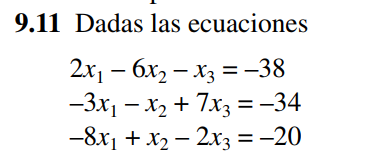 9.11 Dadas las ecuaciones
2x₁ – 6x₂ – x₃ = –38
–3x₁ – x₂ + 7x₃ = –34
–8x₁ + x₂ – 2x₃ = –20